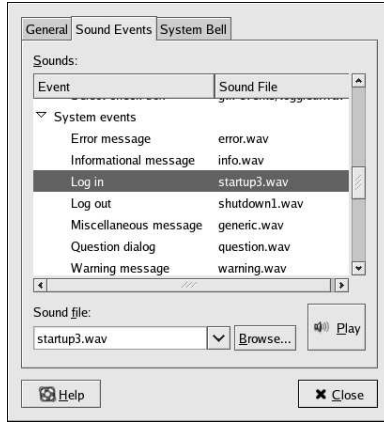 General Sound Events System Bell
Sounds:
Event Sound File
System events
Error message error.wav
Informational message info.wav
Log in startup3.wav
Log out shutdown1.wav
Miscellaneous message generic.wav
Question dialog question.wav
Warning message warning.wav
Sound file:
startup3.wav Browse... Play
Help Close